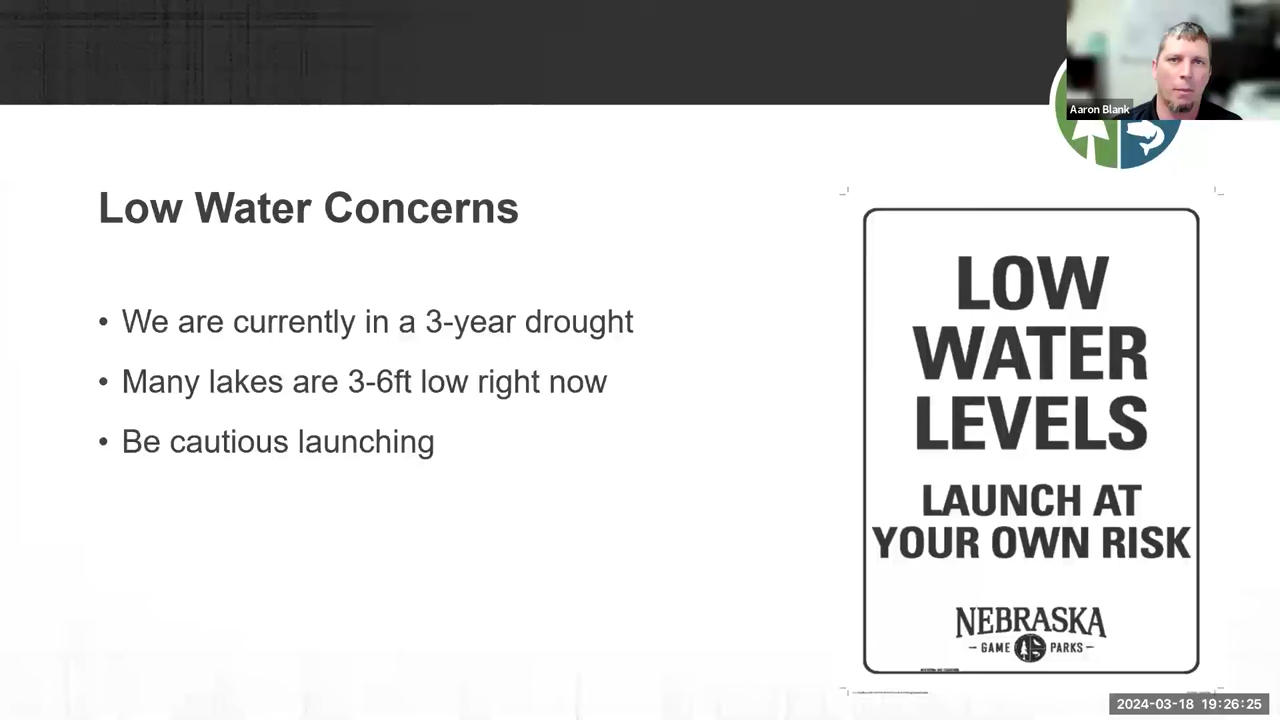 Aaron Blank
Low Water Concerns
• We are currently in a 3-year drought
• Many lakes are 3-6ft low right now
• Be cautious launching
LOW
WATER
LEVELS
LAUNCH AT
YOUR OWN RISK
NEBRASKA
- GAME PARKS -
2024-03-18 19:26:25